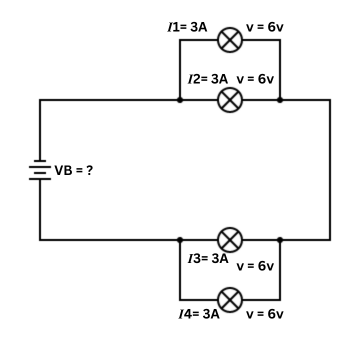 I1= 3A v = 6v
I2= 3A v = 6v
VB = ?
I3= 3A v = 6v
I4= 3A v = 6v